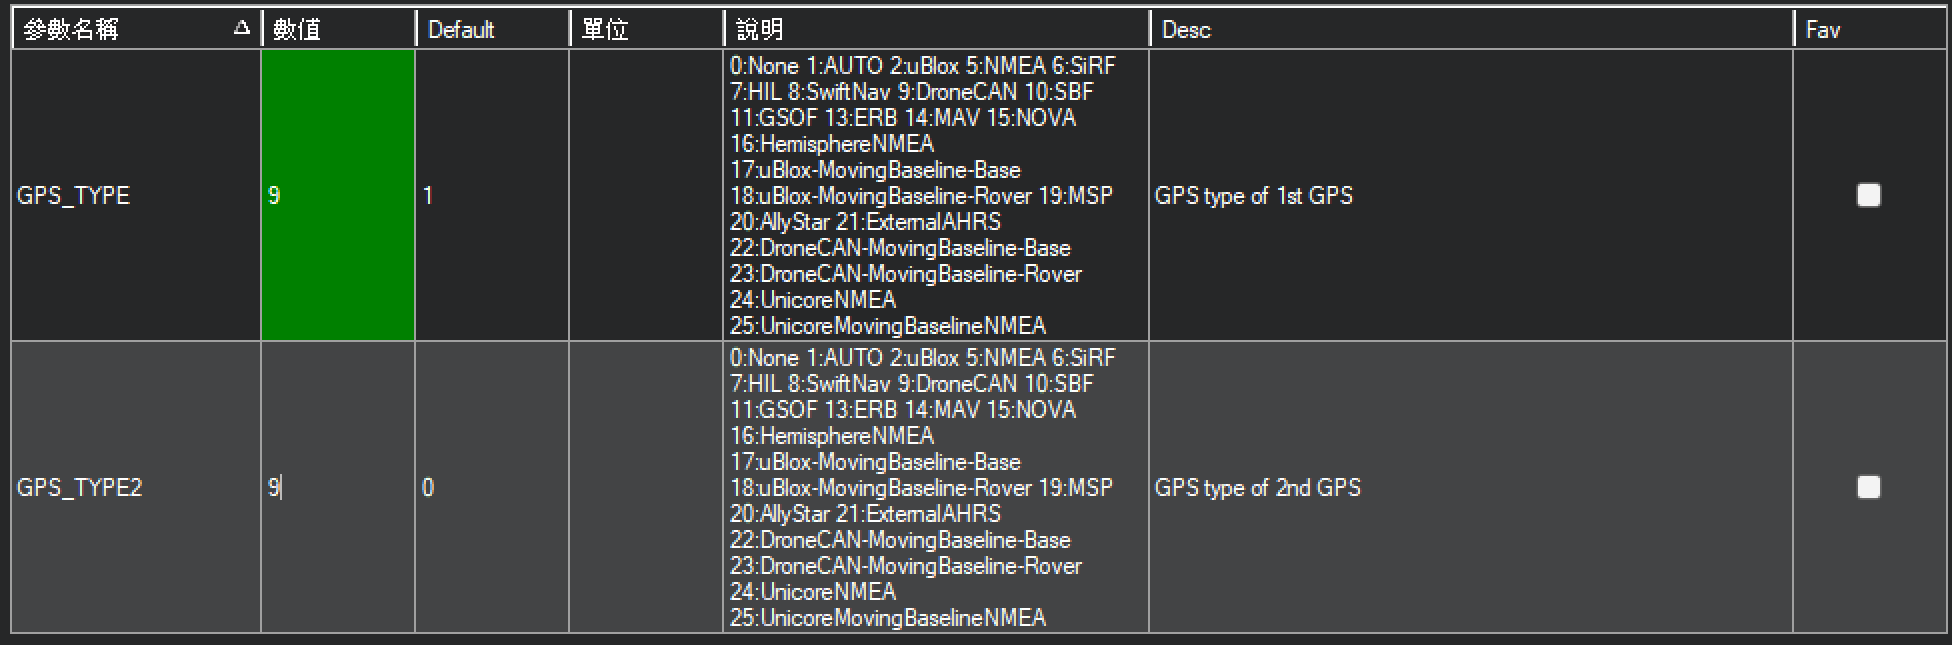 參數名稱 △ 數值 Default 單位 說明 Desc Fav
0:None 1:AUTO 2:uBlox 5:NMEA 6:SiRF
7:HIL 8:SwiftNav 9:DroneCAN 10:SBF
11:GSOF 13:ERB 14:MAV 15:NOVA
16:HemisphereNMEA
17:uBlox-MovingBaseline-Base
GPS_TYPE 9 1 18:uBlox-MovingBaseline-Rover 19:MSP GPS type of 1st GPS
20:AllyStar 21:ExternalAHRS
22:DroneCAN-MovingBaseline-Base
23:DroneCAN-MovingBaseline-Rover
24:UnicoreNMEA
25:UnicoreMovingBaselineNMEA
0:None 1:AUTO 2:uBlox 5:NMEA 6:SiRF
7:HIL 8:SwiftNav 9:DroneCAN 10:SBF
11:GSOF 13:ERB 14:MAV 15:NOVA
16:HemisphereNMEA
17:uBlox-MovingBaseline-Base
GPS_TYPE2 9 0 18:uBlox-MovingBaseline-Rover 19:MSP GPS type of 2nd GPS
20:AllyStar 21:ExternalAHRS
22:DroneCAN-MovingBaseline-Base
23:DroneCAN-MovingBaseline-Rover
24:UnicoreNMEA
25:UnicoreMovingBaselineNMEA